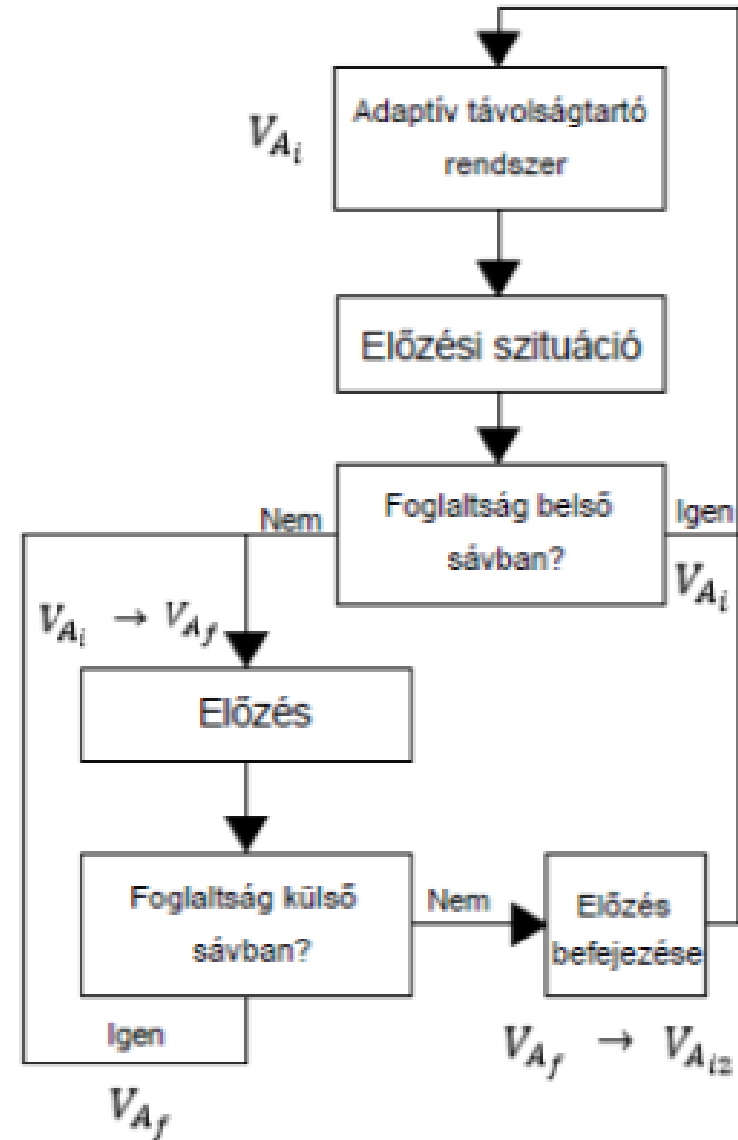 Adaptív távolságtartó
rendszer
V_{A_i}
Előzési szituáció
Foglaltság belső
sávban?
Nem
Igen
V_{A_i}
V_{A_i} → V_{A_f}
Előzés
Foglaltság külső
sávban?
Nem
Előzés
befejezése
Igen
V_{A_f} → V_{A_{iz}}
V_{A_f}